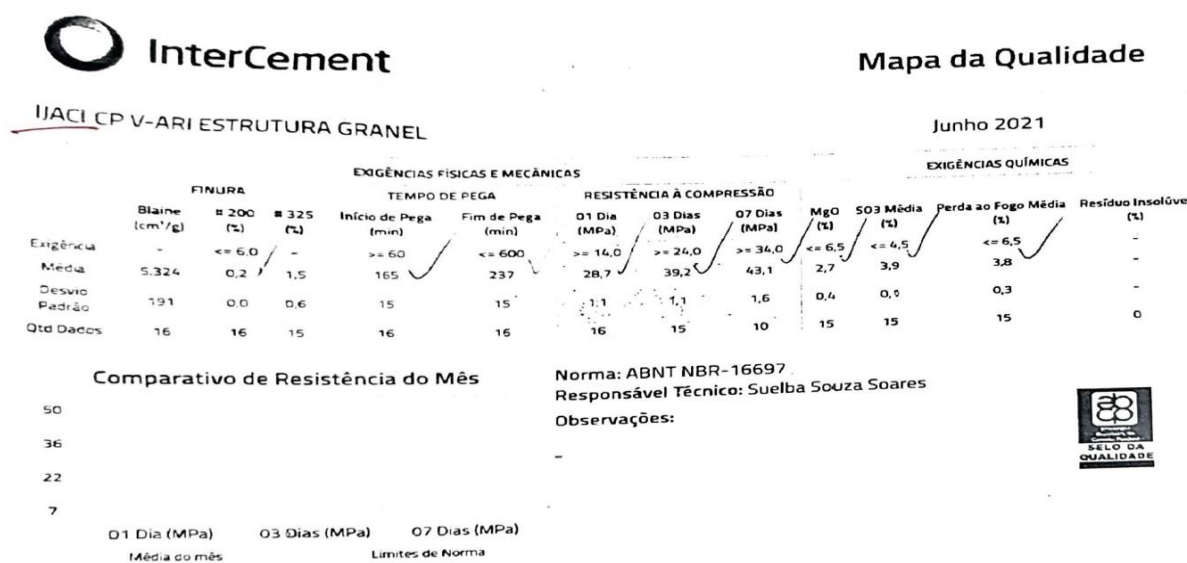 InterCement
Mapa da Qualidade
IJACI CP V-ARI ESTRUTURA GRANEL
Junho 2021
EXIGÊNCIAS FÍSICAS E MECÂNICAS
EXIGÊNCIAS QUÍMICAS
FINURA TEMPO DE PEGA RESISTÊNCIA À COMPRESSÃO
Blaine # 200 # 325 Início de Pega Fim de Pega 01 Dia 03 Dias 07 Dias MgO SO3 Média Perda ao Fogo Média Resíduo Insolúve
(cm²/g) (%) (%) (min) (min) (MPa) (MPa) (MPa) (%) (%) (%) (%)
Exigência - <= 6,0 - >= 60 <= 600 >= 14,0 >= 24,0 >= 34,0 <= 6,5 <= 4,5 <= 6,5 -
Média 5.324 0,2 1,5 165 237 28,7 39,2 43,1 2,7 3,9 3,8 -
Desvio
Padrão 191 0,0 0,6 15 15 1,1 1,1 1,6 0,4 0,3 -
Qtd Dados 16 16 15 16 16 16 15 10 15 15 15 0
Comparativo de Resistência do Mês
50
36
22
7
01 Dia (MPa) 03 Dias (MPa) 07 Dias (MPa)
Média do mês Limites de Norma
Norma: ABNT NBR-16697
Responsável Técnico: Suelba Souza Soares
Observações:
-
SELO DA
QUALIDADE